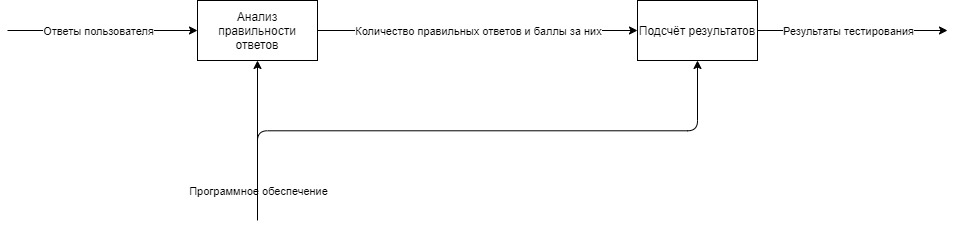 Ответы пользователя
Анализ
правильности
ответов
Количество правильных ответов и баллы за них
Подсчёт результатов
Результаты тестирования
Программное обеспечение